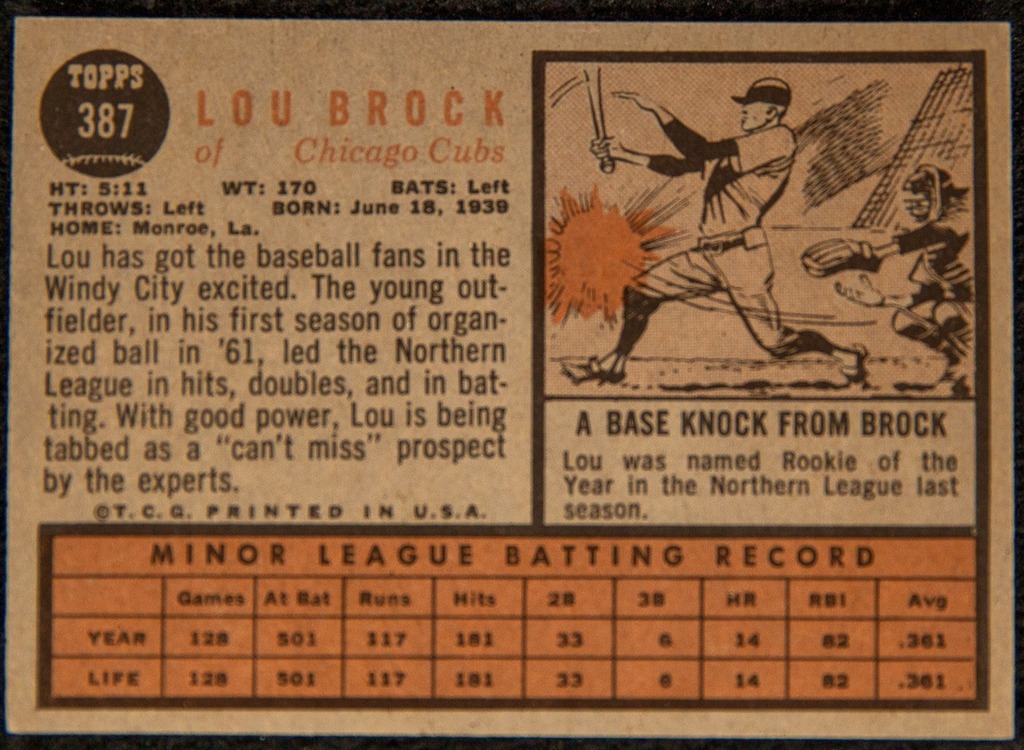 TOPPS
387
LOU BROCK
of Chicago Cubs
HT: 5:11 WT: 170 BATS: Left
THROWS: Left BORN: June 18, 1939
HOME: Monroe, La.
Lou has got the baseball fans in the
Windy City excited. The young out-
fielder, in his first season of organ-
ized ball in '61, led the Northern
League in hits, doubles, and in bat-
ting. With good power, Lou is being
tabbed as a "can't miss" prospect
by the experts.
©T.C.G. PRINTED IN U.S.A.
A BASE KNOCK FROM BROCK
Lou was named Rookie of the
Year in the Northern League last
season.
MINOR LEAGUE BATTING RECORD
Games At Bat Runs Hits 2B 3B HR RBI Avg
YEAR 128 501 117 181 33 6 14 82 .361
LIFE 128 501 117 181 33 6 14 82 .361